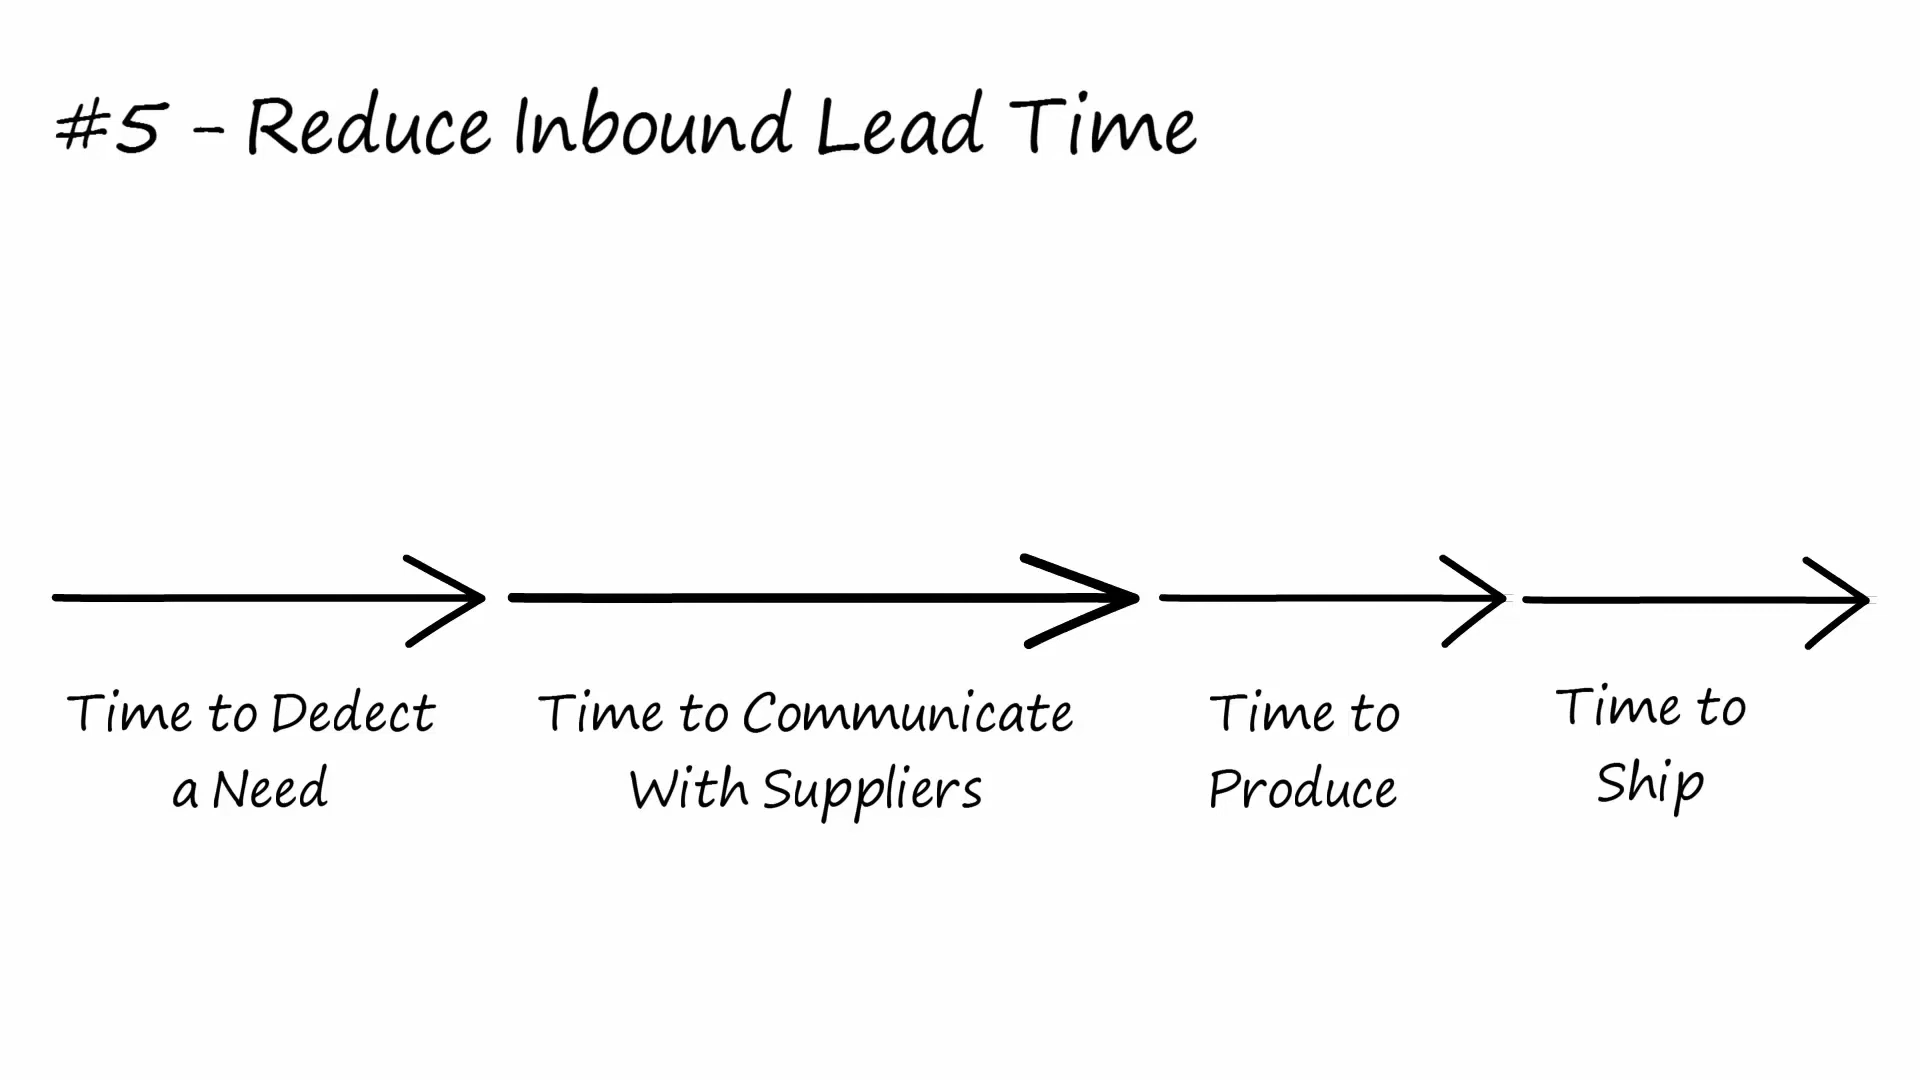 #5 - Reduce Inbound Lead Time
Time to Dedect
a Need
Time to Communicate
With Suppliers
Time to
Produce
Time to
Ship